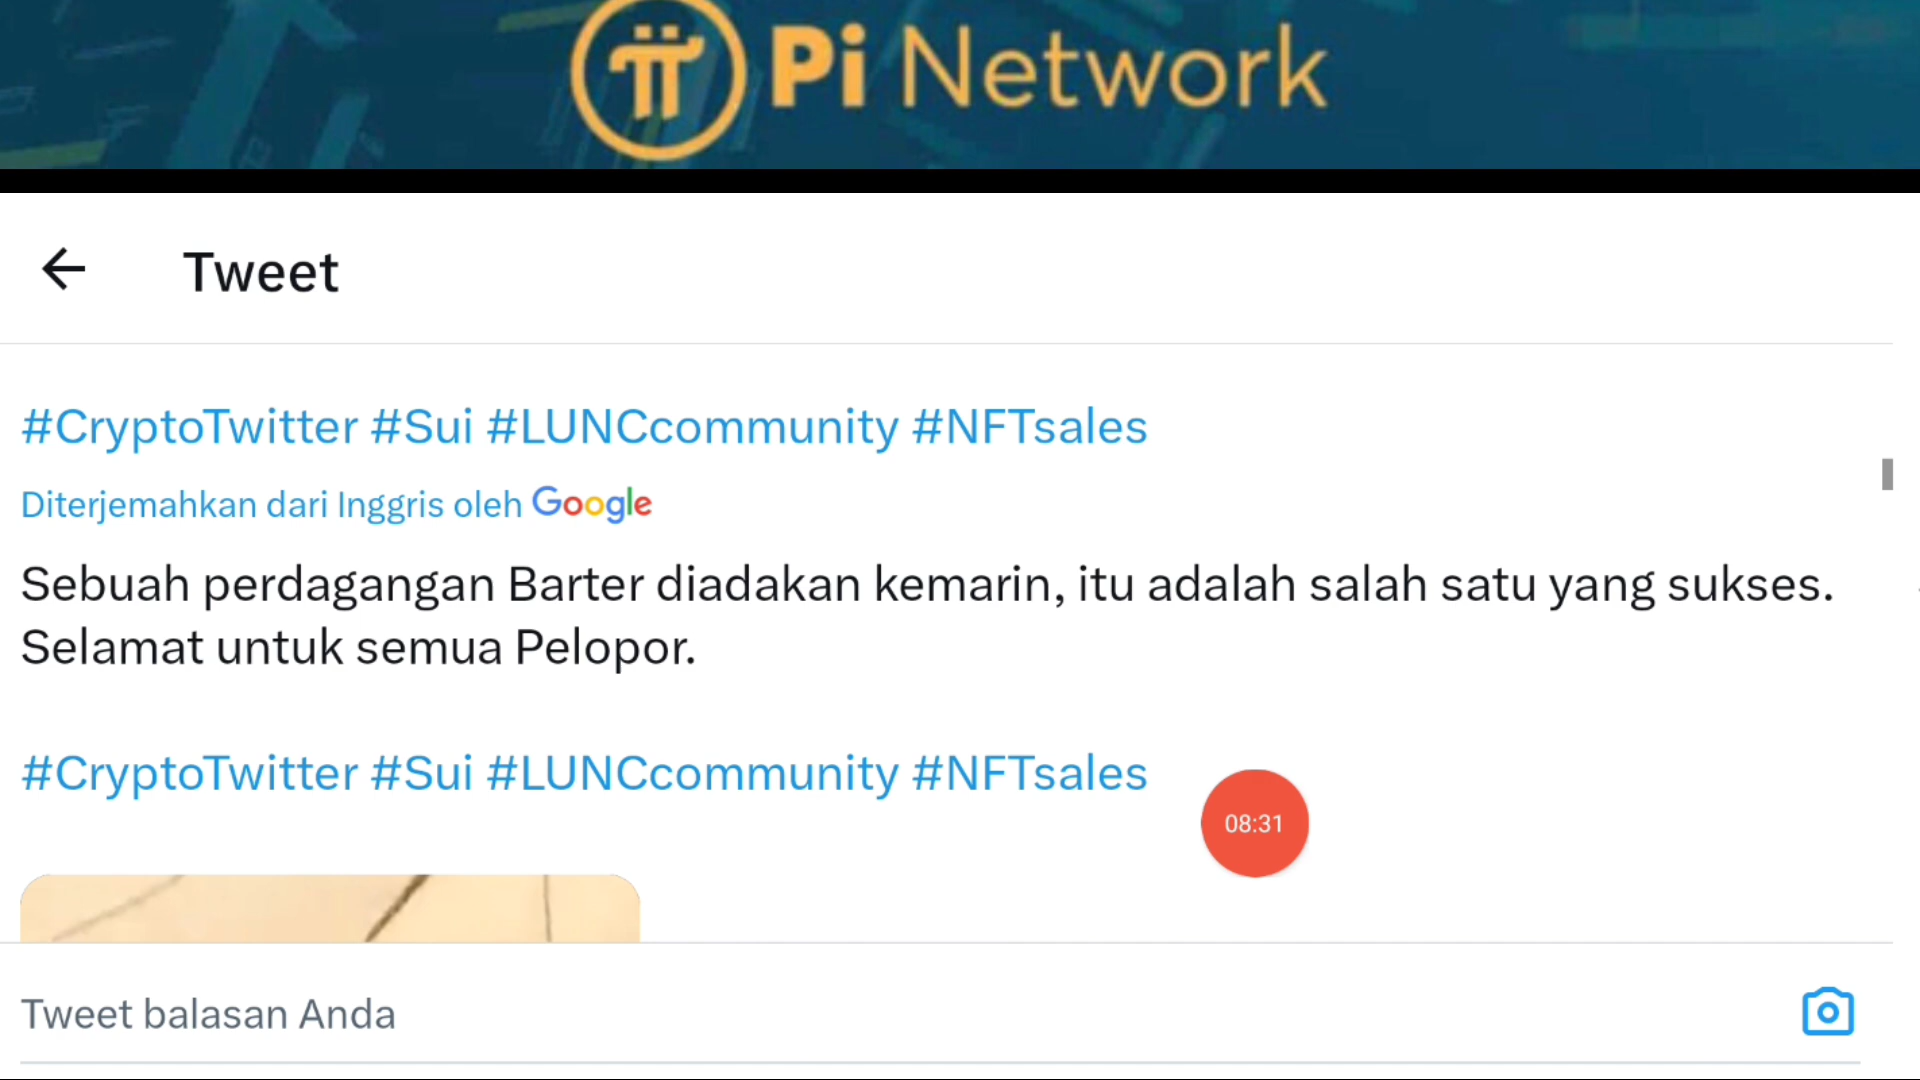 Pi Network
Tweet
#CryptoTwitter #Sui #LUNCcommunity #NFTsales
Diterjemahkan dari Inggris oleh Google
Sebuah perdagangan Barter diadakan kemarin, itu adalah salah satu yang sukses.
Selamat untuk semua Pelopor.
#CryptoTwitter #Sui #LUNCcommunity #NFTsales
08:31
Tweet balasan Anda